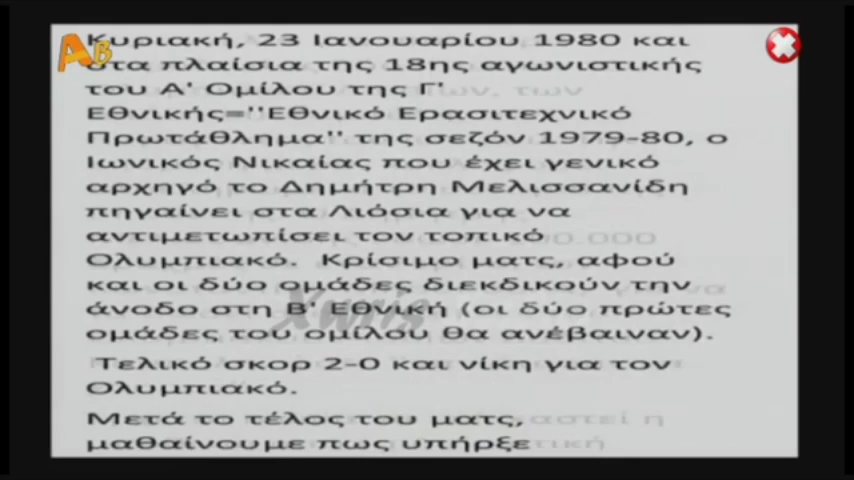 Κυριακή, 23 Ιανουαρίου 1980 και
στα πλαίσια της 18ης αγωνιστικής
του Α' Ομίλου της Γ'
Εθνικής=''Εθνικό Ερασιτεχνικό
Πρωτάθλημα'' της σεζόν 1979-80, ο
Ιωνικός Νικαίας που έχει γενικό
αρχηγό το Δημήτρη Μελισσανίδη
πηγαίνει στα Λιόσια για να
αντιμετωπίσει τον τοπικό
Ολυμπιακό. Κρίσιμο ματς, αφού
και οι δύο ομάδες διεκδικούν την
άνοδο στη Β' Εθνική (οι δύο πρώτες
ομάδες του ομίλου θα ανέβαιναν).
Τελικό σκορ 2-0 και νίκη για τον
Ολυμπιακό.
Μετά το τέλος του ματς,
μαθαίνουμε πως υπήρξε
AB
Xwris